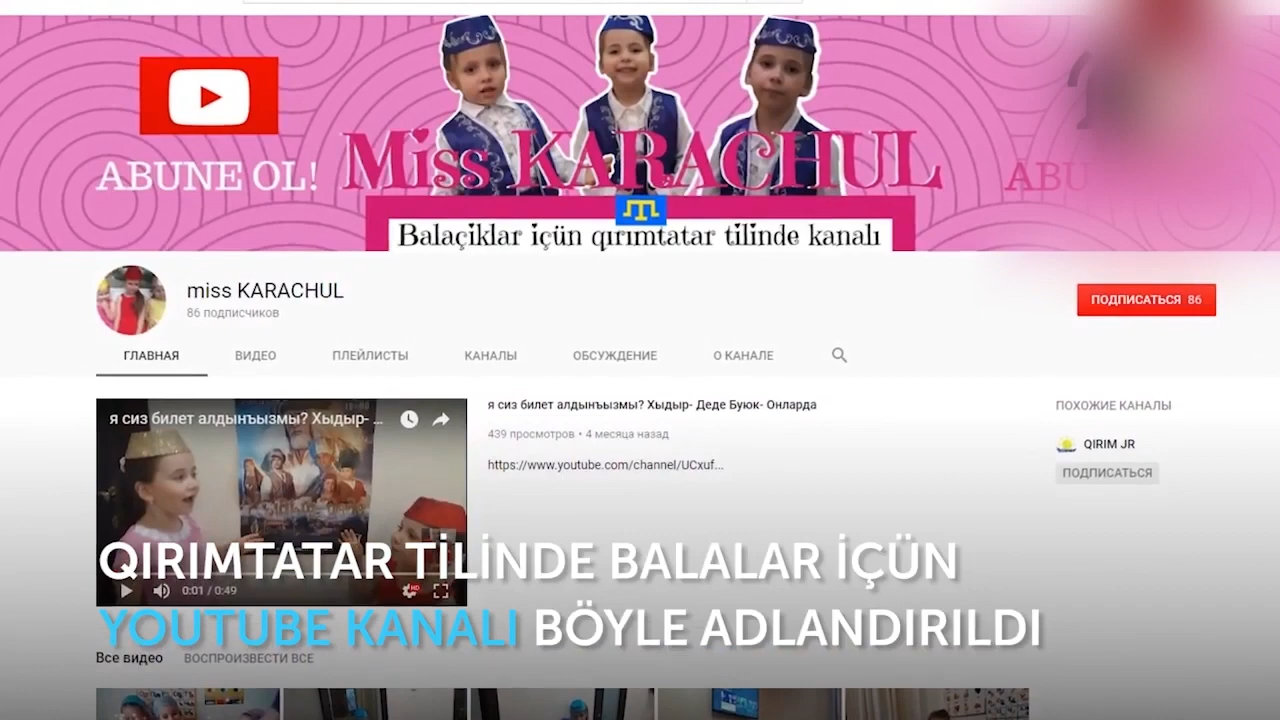 ABUNE OL!
Miss KARACHUL
ABU
Balaçiklar içün qırımtatar tilinde kanalı
miss KARACHUL
86 подписчиков
ПОДПИСАТЬСЯ 86
ГЛАВНАЯ ВИДЕО ПЛЕЙЛИСТЫ КАНАЛЫ ОБСУЖДЕНИЕ О КАНАЛЕ
я сиз билет алдынъызмы? Хыдыр- ...
я сиз билет алдынъызмы? Хыдыр- Деде Буюк- Онларда
439 просмотров • 4 месяца назад
https://www.youtube.com/channel/UCxuf...
ПОХОЖИЕ КАНАЛЫ
QIRIM JR
ПОДПИСАТЬСЯ
QIRIMTATAR TİLİNDE BALALAR İÇÜN
0:01 / 0:49
HD
YOUTUBE KANALI BÖYLE ADLANDIRILDI
Все видео ВОСПРОИЗВЕСТИ ВСЕ